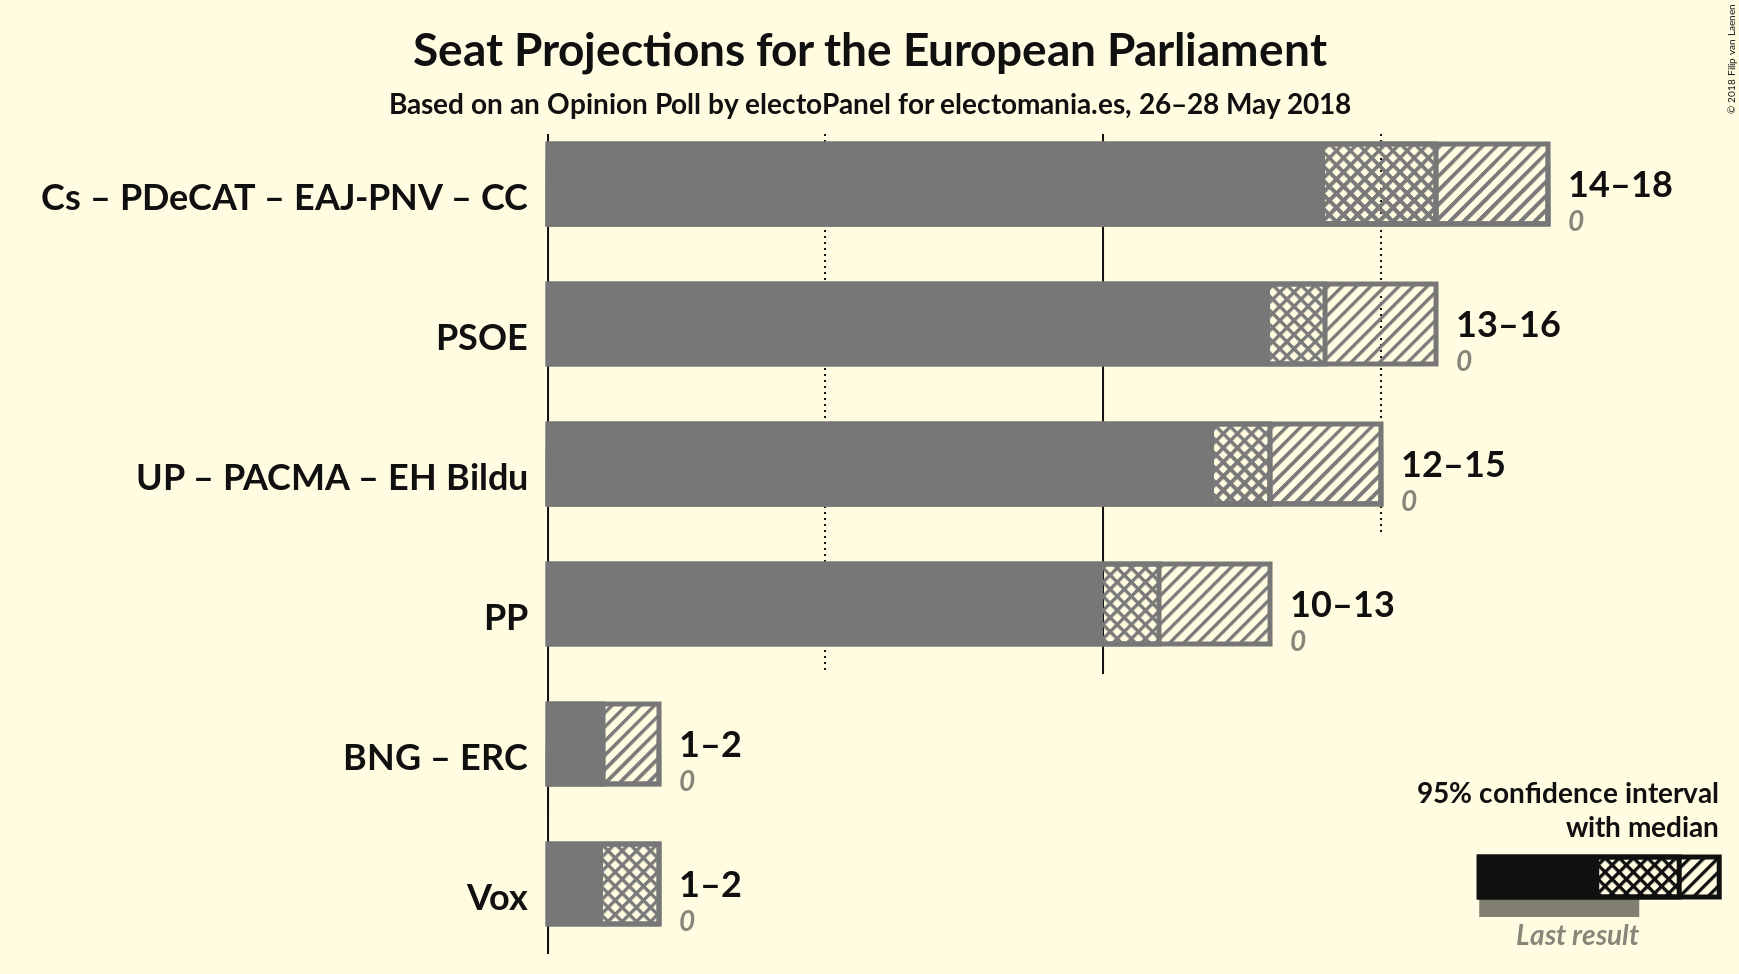 Seat Projections for the European Parliament
Based on an Opinion Poll by electoPanel for electomania.es, 26–28 May 2018
© 2018 Filip van Laenen
Cs – PDeCAT – EAJ-PNV – CC
14–18
0
PSOE
13–16
0
UP – PACMA – EH Bildu
12–15
0
PP
10–13
0
BNG – ERC
1–2
0
Vox
1–2
0
95% confidence interval
with median
Last result